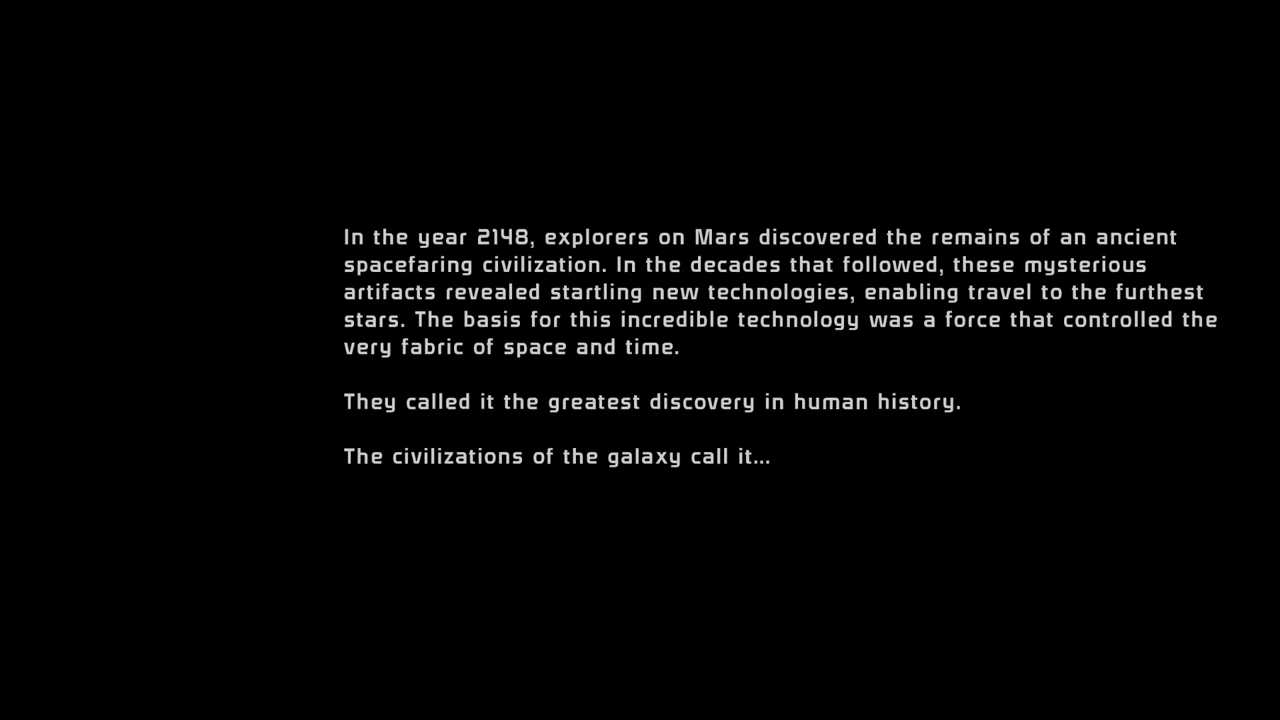 In the year 2148, explorers on Mars discovered the remains of an ancient
spacefaring civilization. In the decades that followed, these mysterious
artifacts revealed startling new technologies, enabling travel to the furthest
stars. The basis for this incredible technology was a force that controlled the
very fabric of space and time.
They called it the greatest discovery in human history.
The civilizations of the galaxy call it...